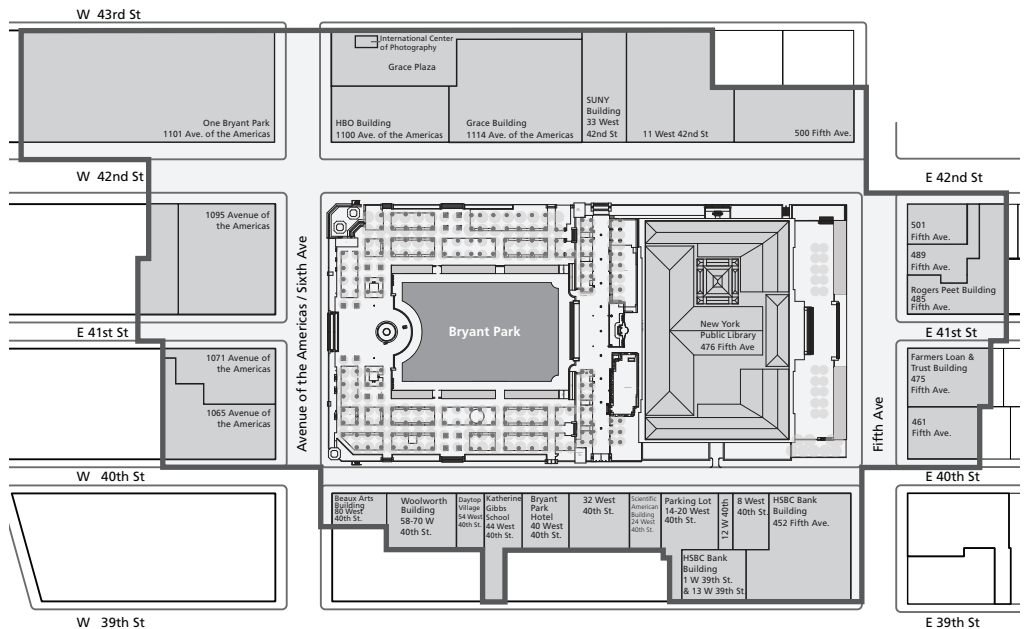 W 43rd St
International Center
of Photography
Grace Plaza
One Bryant Park
1101 Ave. of the Americas
HBO Building
1100 Ave. of the Americas
Grace Building
1114 Ave. of the Americas
SUNY
Building
33 West
42nd St
11 West 42nd St
500 Fifth Ave.
W 42nd St
E 42nd St
1095 Avenue of
the Americas
Avenue of the Americas / Sixth Ave
Bryant Park
New York
Public Library
476 Fifth Ave
Fifth Ave
501
Fifth Ave.
489
Fifth Ave.
Rogers Peet Building
485
Fifth Ave.
E 41st St
E 41st St
1071 Avenue of
the Americas
1065 Avenue of
the Americas
Farmers Loan &
Trust Building
475
Fifth Ave.
461
Fifth Ave.
W 40th St
E 40th St
Beaux Arts
Building
80 West
40th St.
Woolworth
Building
58-70 W
40th St.
Daytop
Village
54 West
40th St.
Katherine
Gibbs
School
44 West
40th St.
Bryant
Park
Hotel
40 West
40th St.
32 West
40th St.
Scientific
American
Building
24 West
40th St.
Parking Lot
14-20 West
40th St.
12 W 40th
8 West
40th St.
HSBC Bank
Building
452 Fifth Ave.
HSBC Bank
Building
1 W 39th St.
& 13 W 39th St
W 39th St
E 39th St